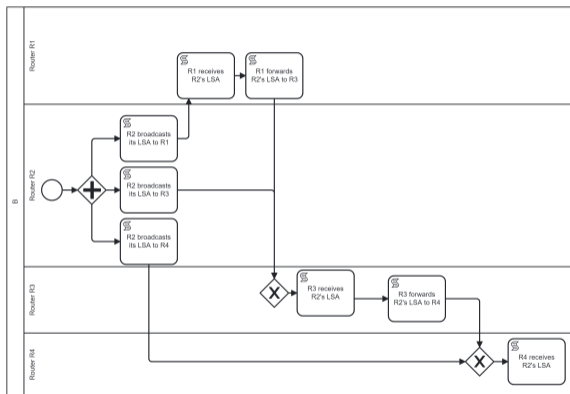 B
Router R1
R1 receives
R2's LSA
R1 forwards
R2's LSA to R3
Router R2
R2 broadcasts
its LSA to R1
R2 broadcasts
its LSA to R3
R2 broadcasts
its LSA to R4
Router R3
R3 receives
R2's LSA
R3 forwards
R2's LSA to R4
Router R4
R4 receives
R2's LSA